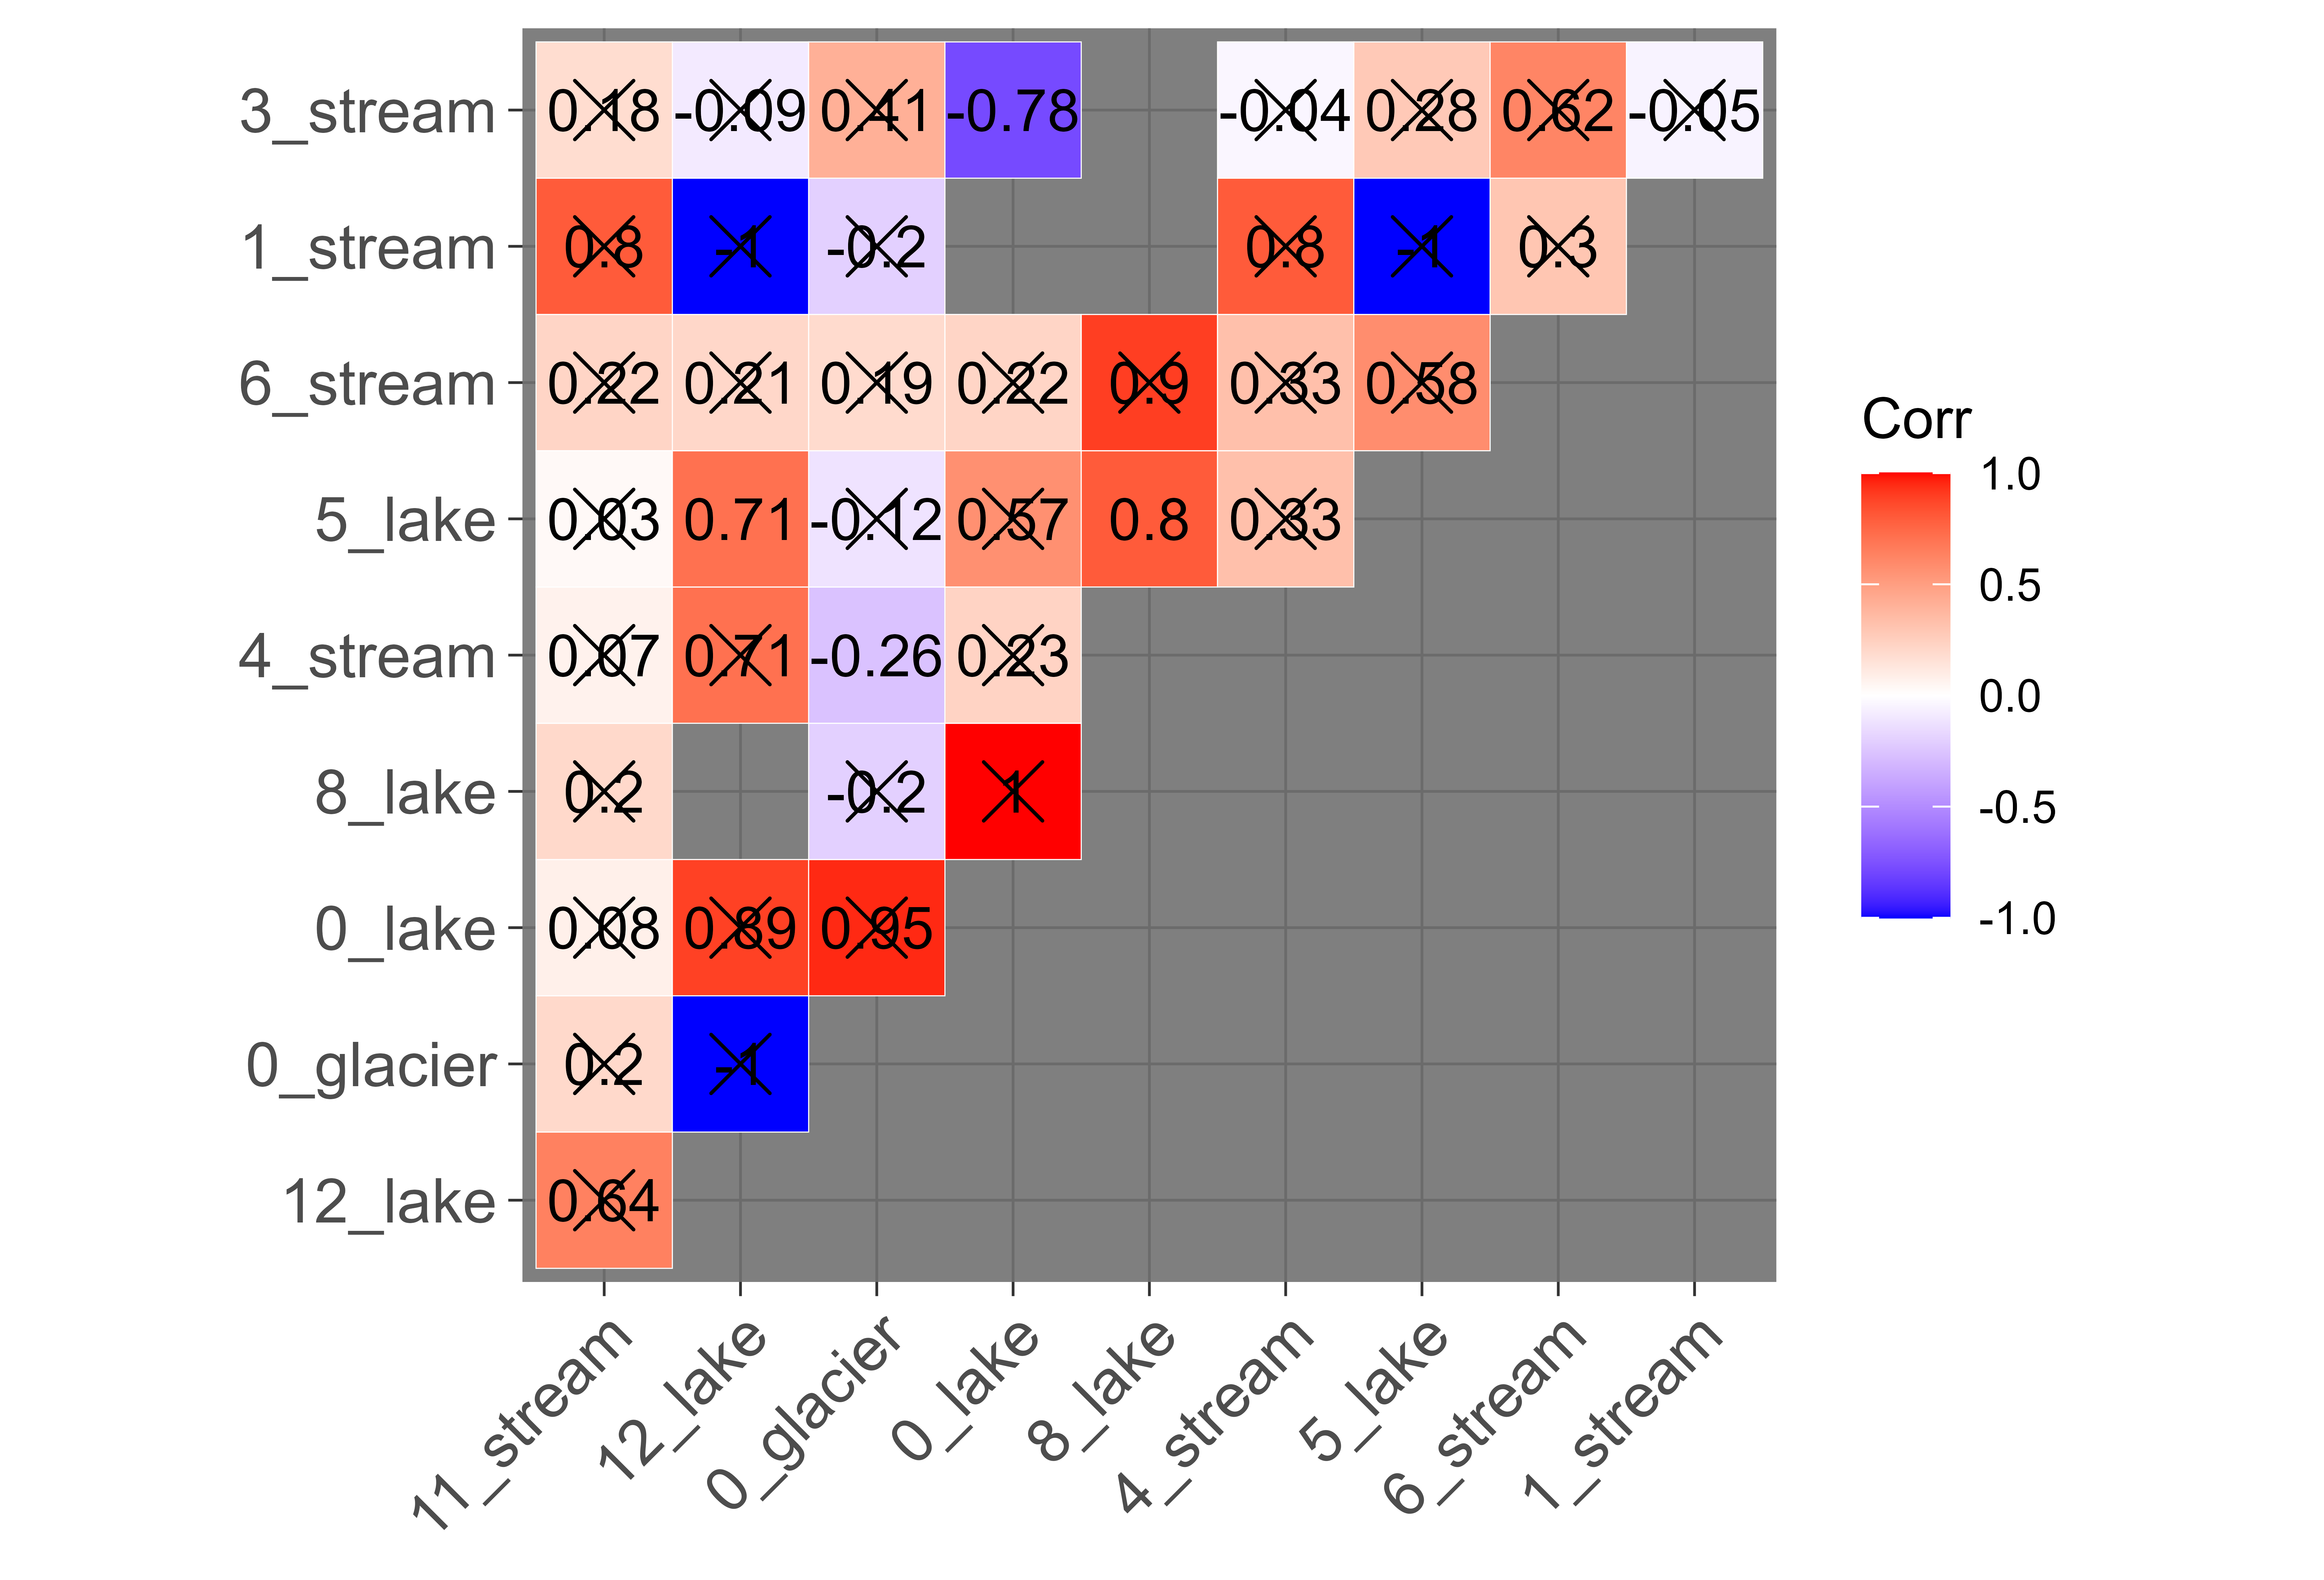 3_stream 0.18 -0.09 0.41 -0.78 -0.04 0.28 0.62 -0.05
1_stream 0.8 -1 -0.2 0.8 -1 0.3
6_stream 0.22 0.21 0.19 0.22 0.9 0.33 0.58
5_lake 0.03 0.71 -0.12 0.57 0.8 0.33
4_stream 0.07 0.71 -0.26 0.23
8_lake 0.2 -0.2 1
0_lake 0.08 0.89 0.95
0_glacier 0.2 -1
12_lake 0.64
11_stream 12_lake 0_glacier 0_lake 8_lake 4_stream 5_lake 6_stream 1_stream
Corr
1.0
0.5
0.0
-0.5
-1.0